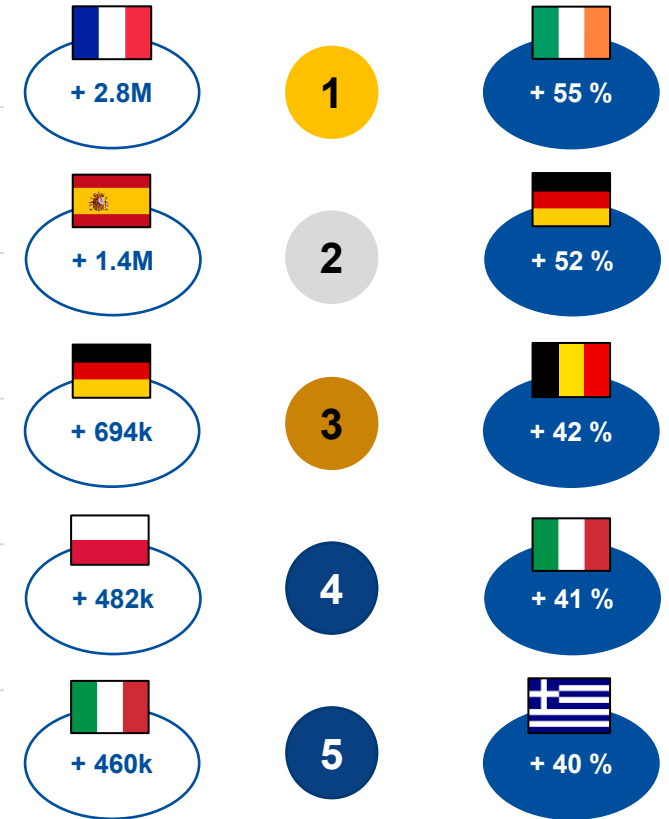 + 2.8M 1 + 55 %
+ 1.4M 2 + 52 %
+ 694k 3 + 42 %
+ 482k 4 + 41 %
+ 460k 5 + 40 %